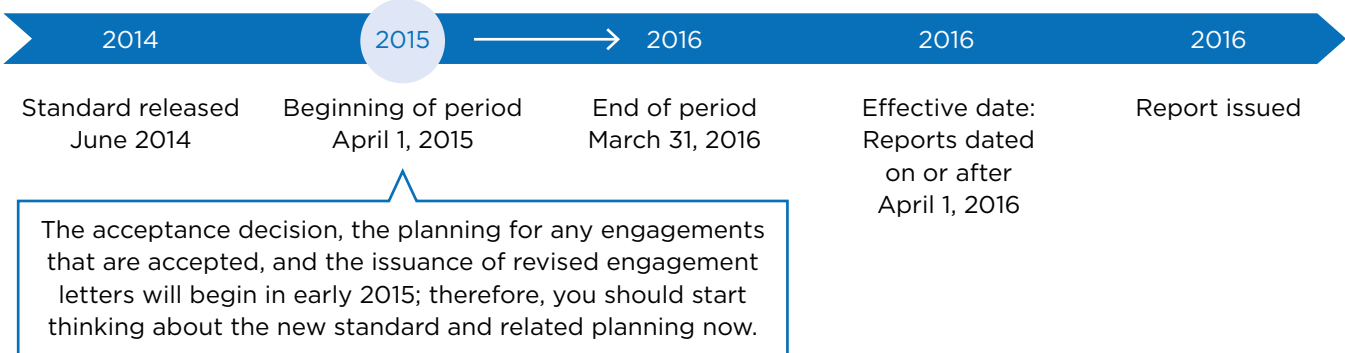 2014
2015
2016
2016
2016
Standard released
June 2014
Beginning of period
April 1, 2015
End of period
March 31, 2016
Effective date:
Reports dated
on or after
April 1, 2016
Report issued
The acceptance decision, the planning for any engagements
that are accepted, and the issuance of revised engagement
letters will begin in early 2015; therefore, you should start
thinking about the new standard and related planning now.